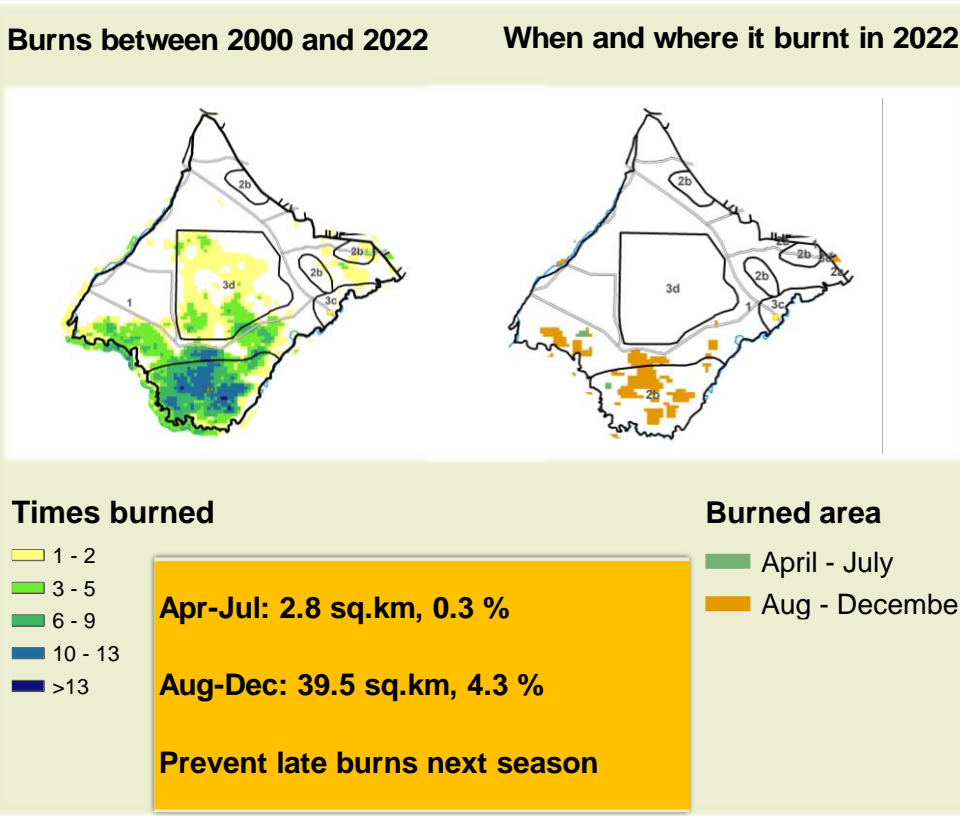 Burns between 2000 and 2022
When and where it burnt in 2022
2b
2b
2b
3d
3c
1
2b
2b
2b
3d
1
3c
2a
2b
Times burned
1 - 2
3 - 5
6 - 9
10 - 13
>13
Apr-Jul: 2.8 sq.km, 0.3 %
Aug-Dec: 39.5 sq.km, 4.3 %
Prevent late burns next season
Burned area
April - July
Aug - Decembe